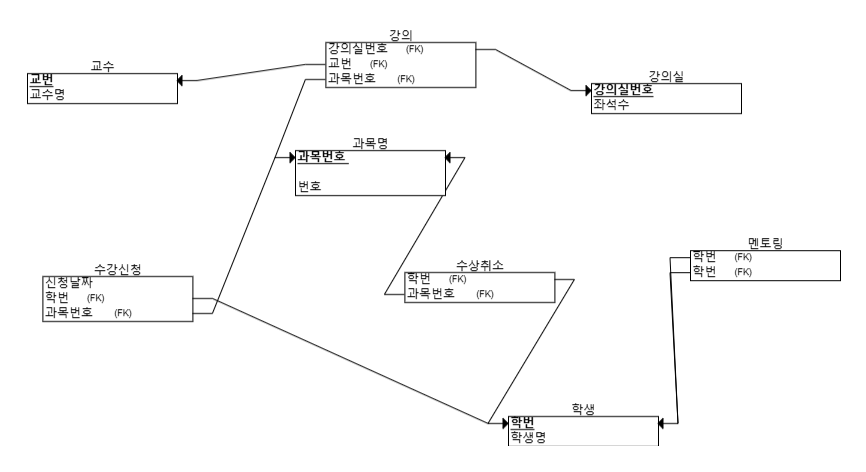 강의
강의실번호 (FK)
교번 (FK)
과목번호 (FK)
교수
교번
교수명
강의실
강의실번호
좌석수
과목명
과목번호
번호
수강신청
신청날짜
학번 (FK)
과목번호 (FK)
수상취소
학번 (FK)
과목번호 (FK)
멘토링
학번 (FK)
학번 (FK)
학생
학번
학생명